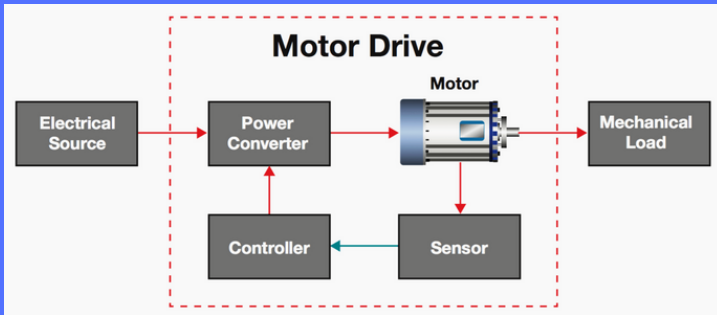 Motor Drive
Motor
Electrical
Source
Power
Converter
Mechanical
Load
Controller
Sensor